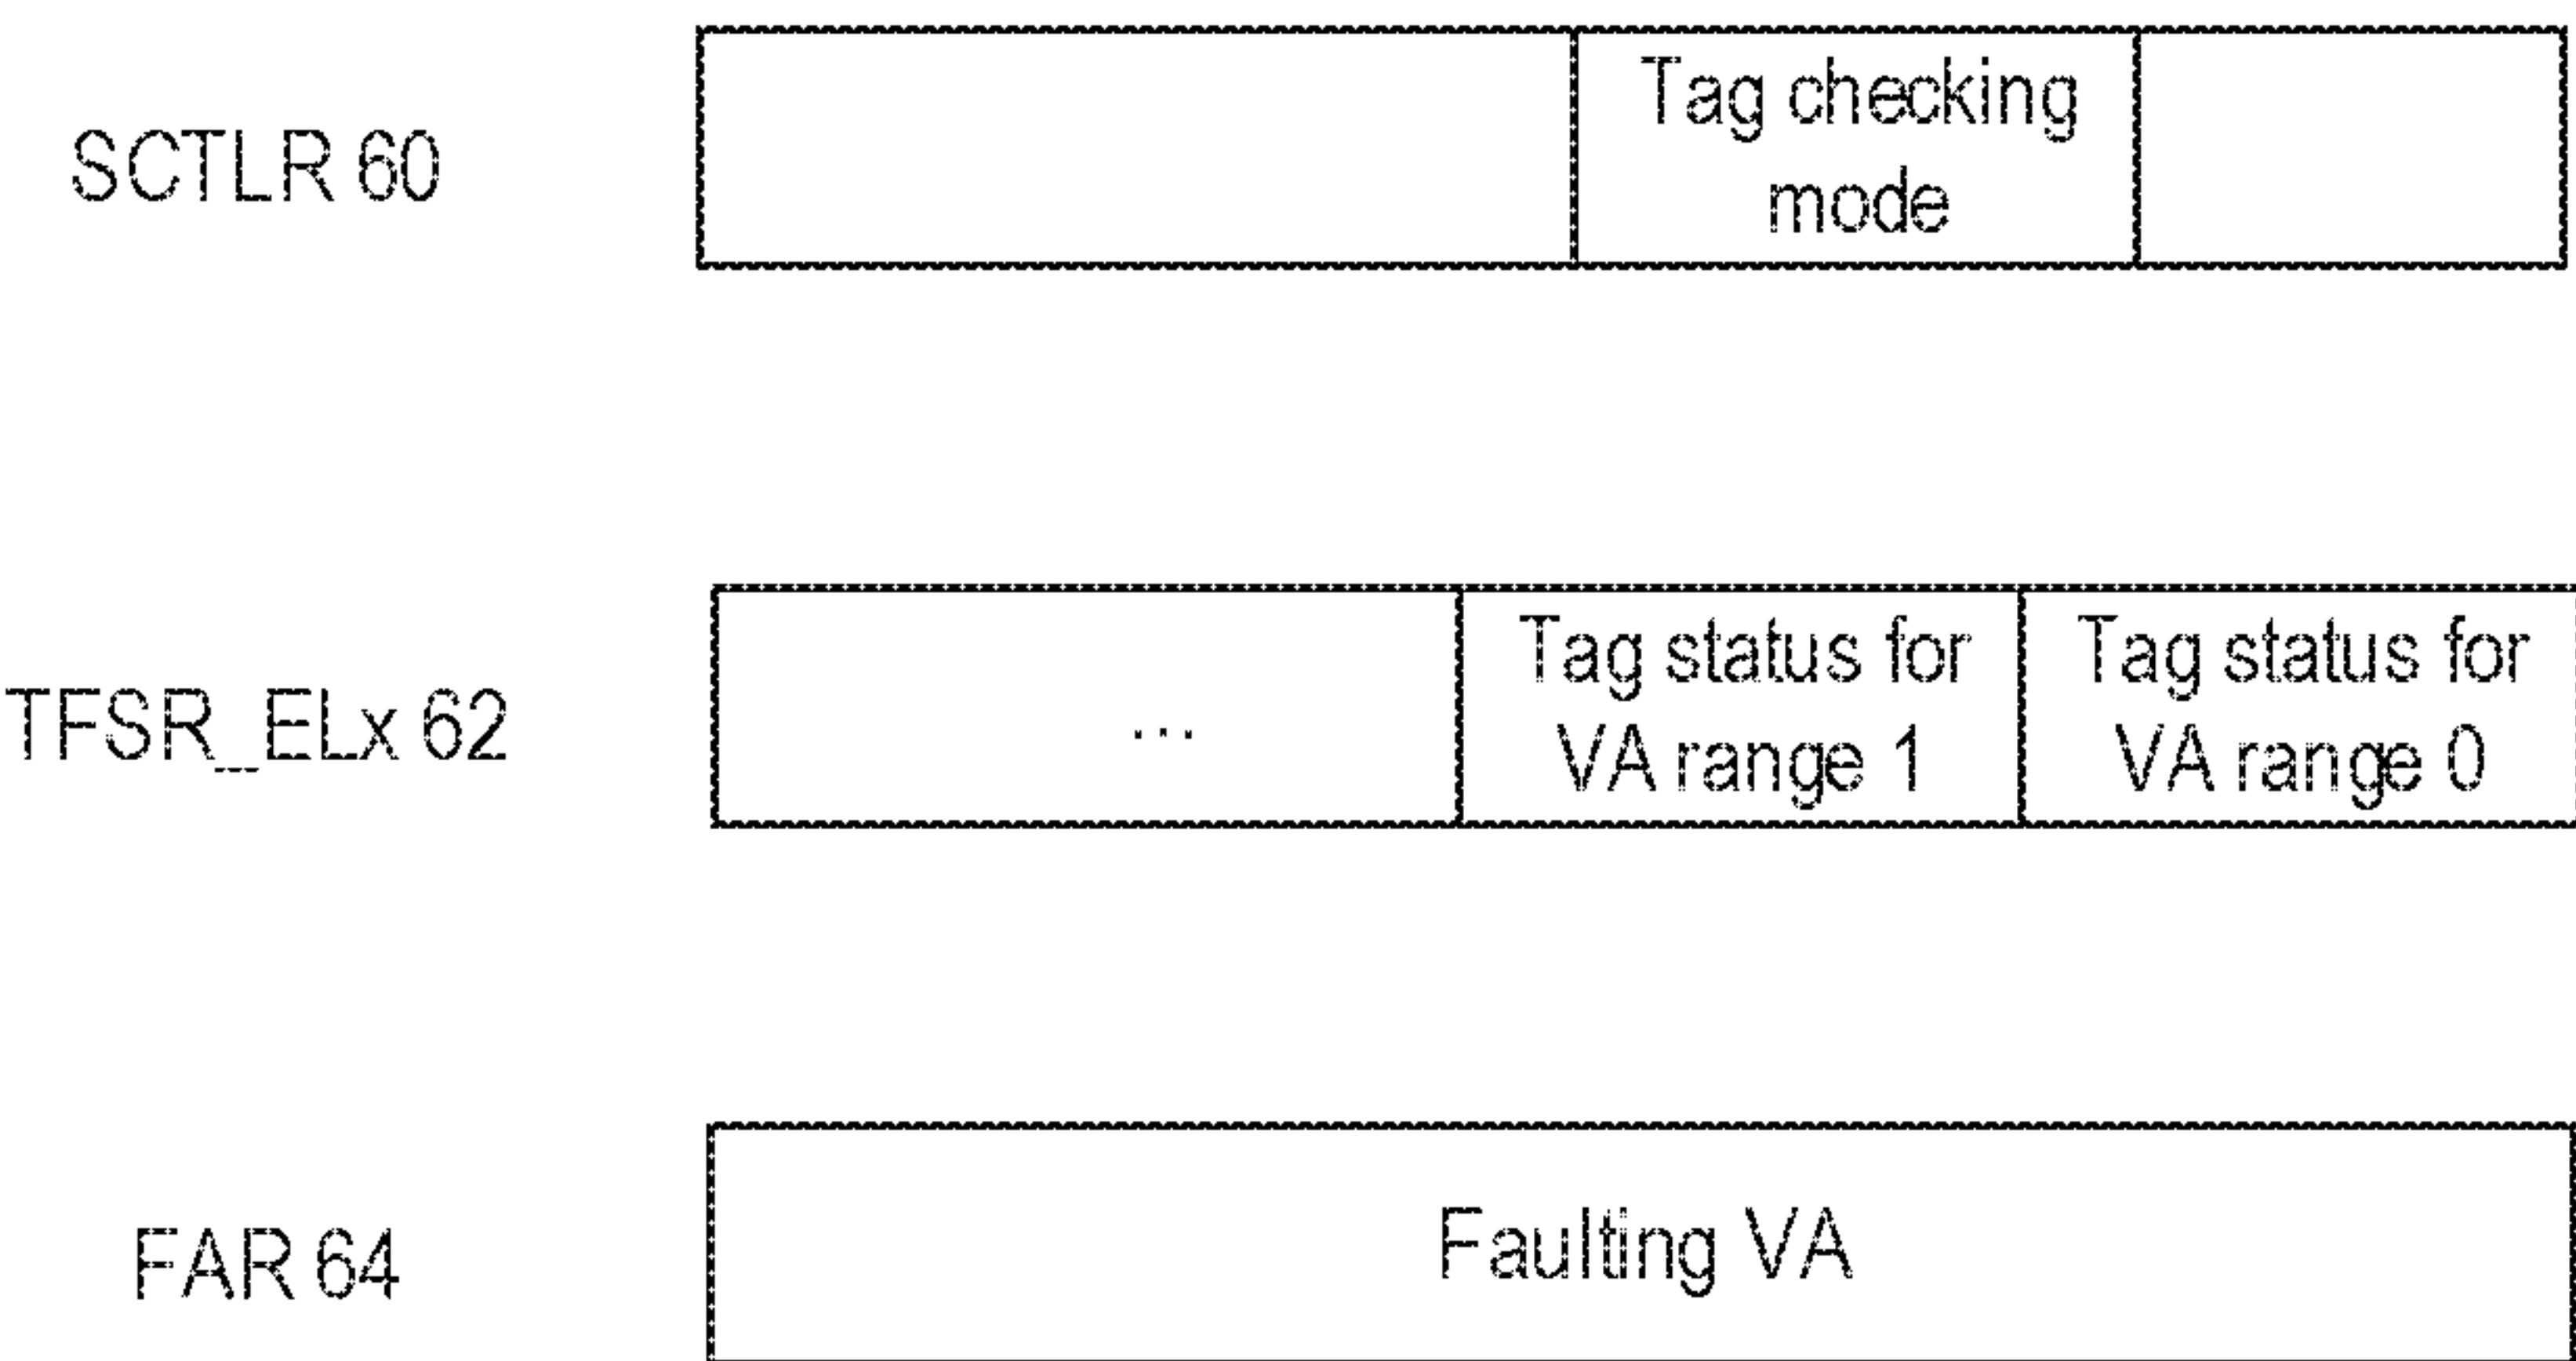 SCTLR 60
Tag checking
mode
TFSR_ELx 62
...
Tag status for
VA range 1
Tag status for
VA range 0
FAR 64
Faulting VA